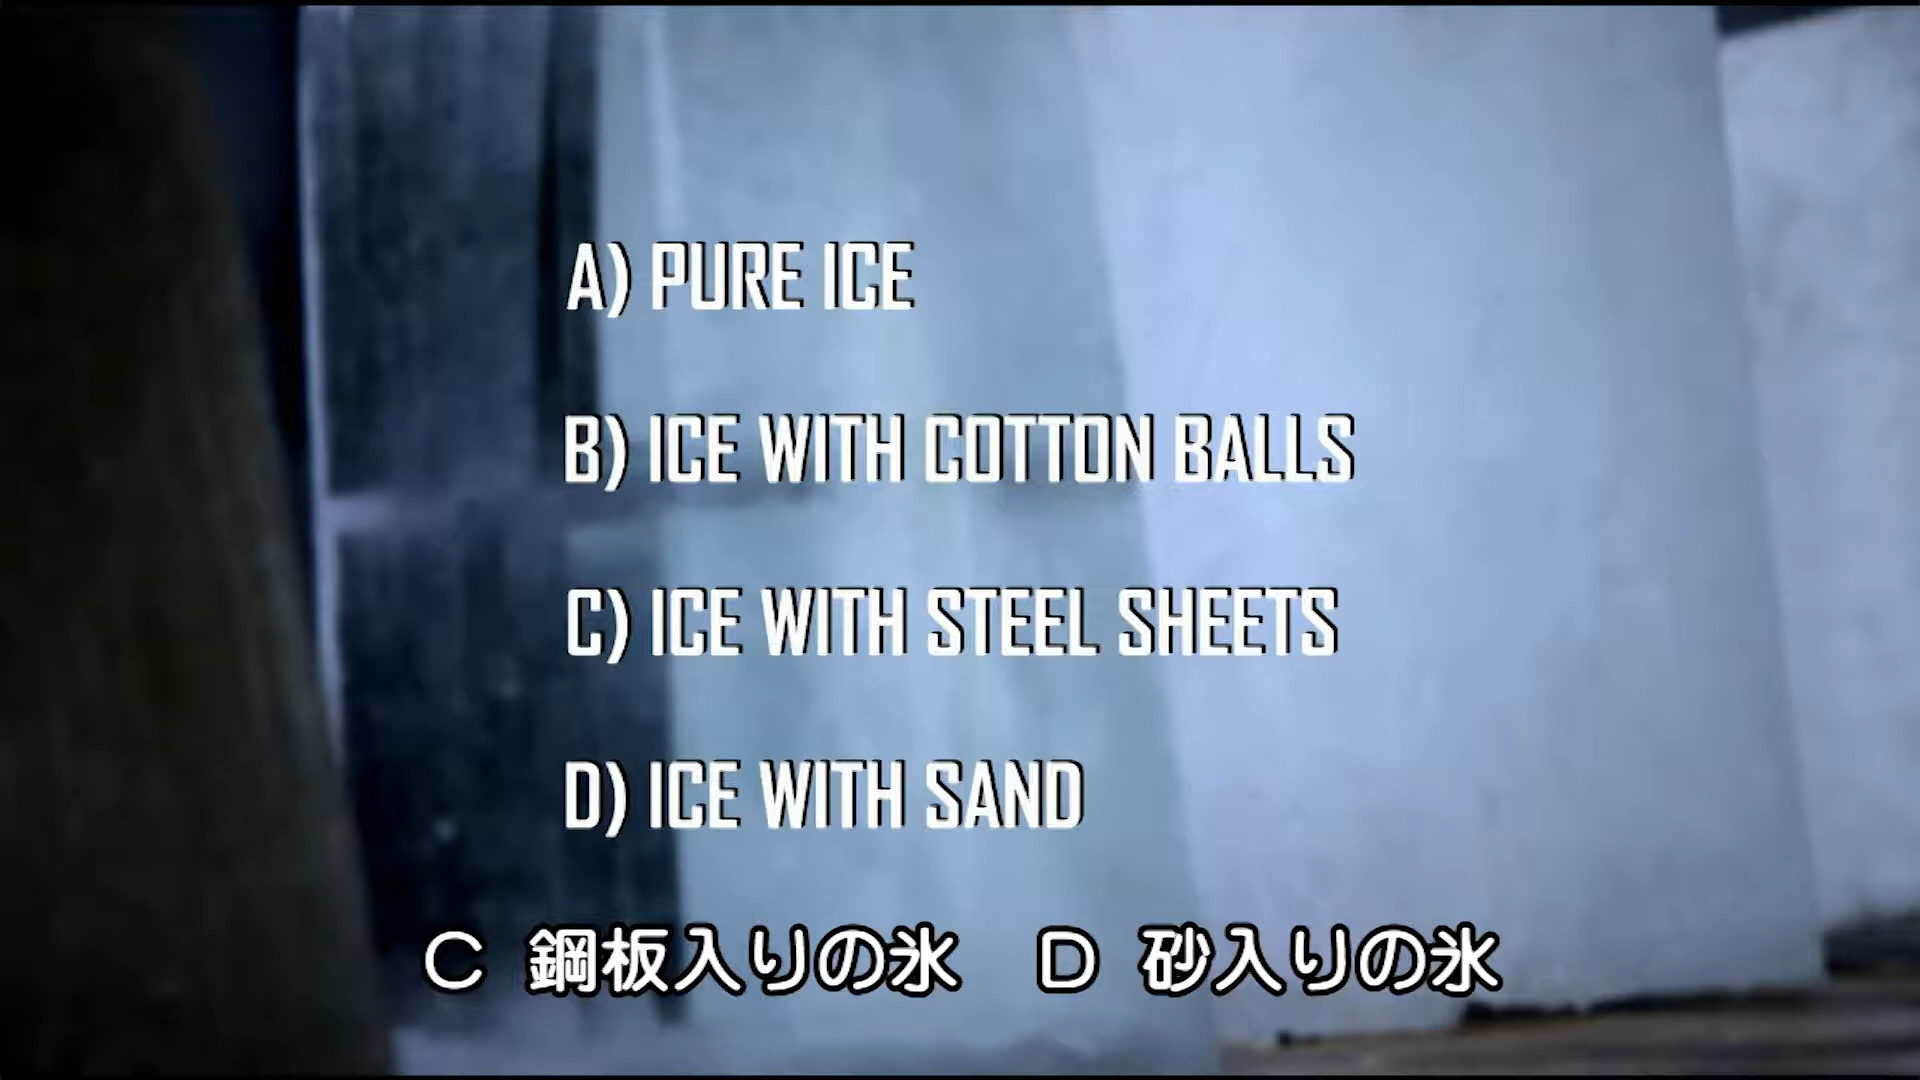 A) PURE ICE
B) ICE WITH COTTON BALLS
C) ICE WITH STEEL SHEETS
D) ICE WITH SAND
C 鋼板入りの氷 D 砂入りの氷